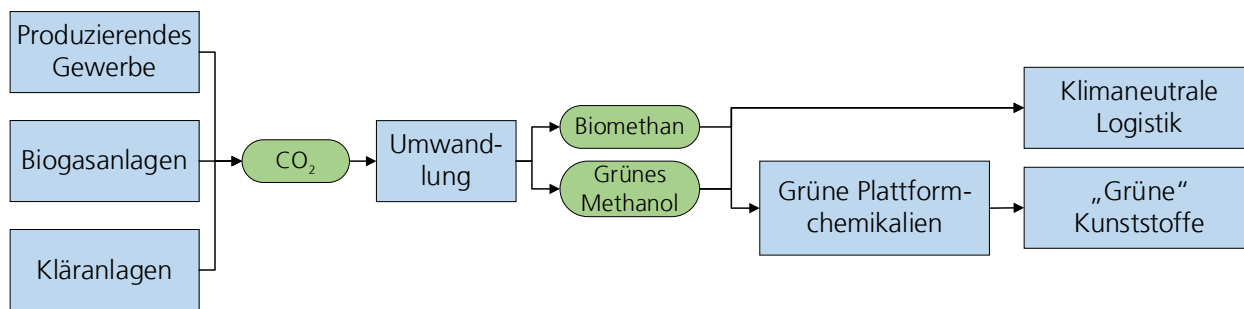 Produzierendes
Gewerbe
Biogasanlagen
Kläranlagen
CO₂
Umwand-
lung
Biomethan
Grünes
Methanol
Grüne Plattform-
chemikalien
Klimaneutrale
Logistik
„Grüne“
Kunststoffe